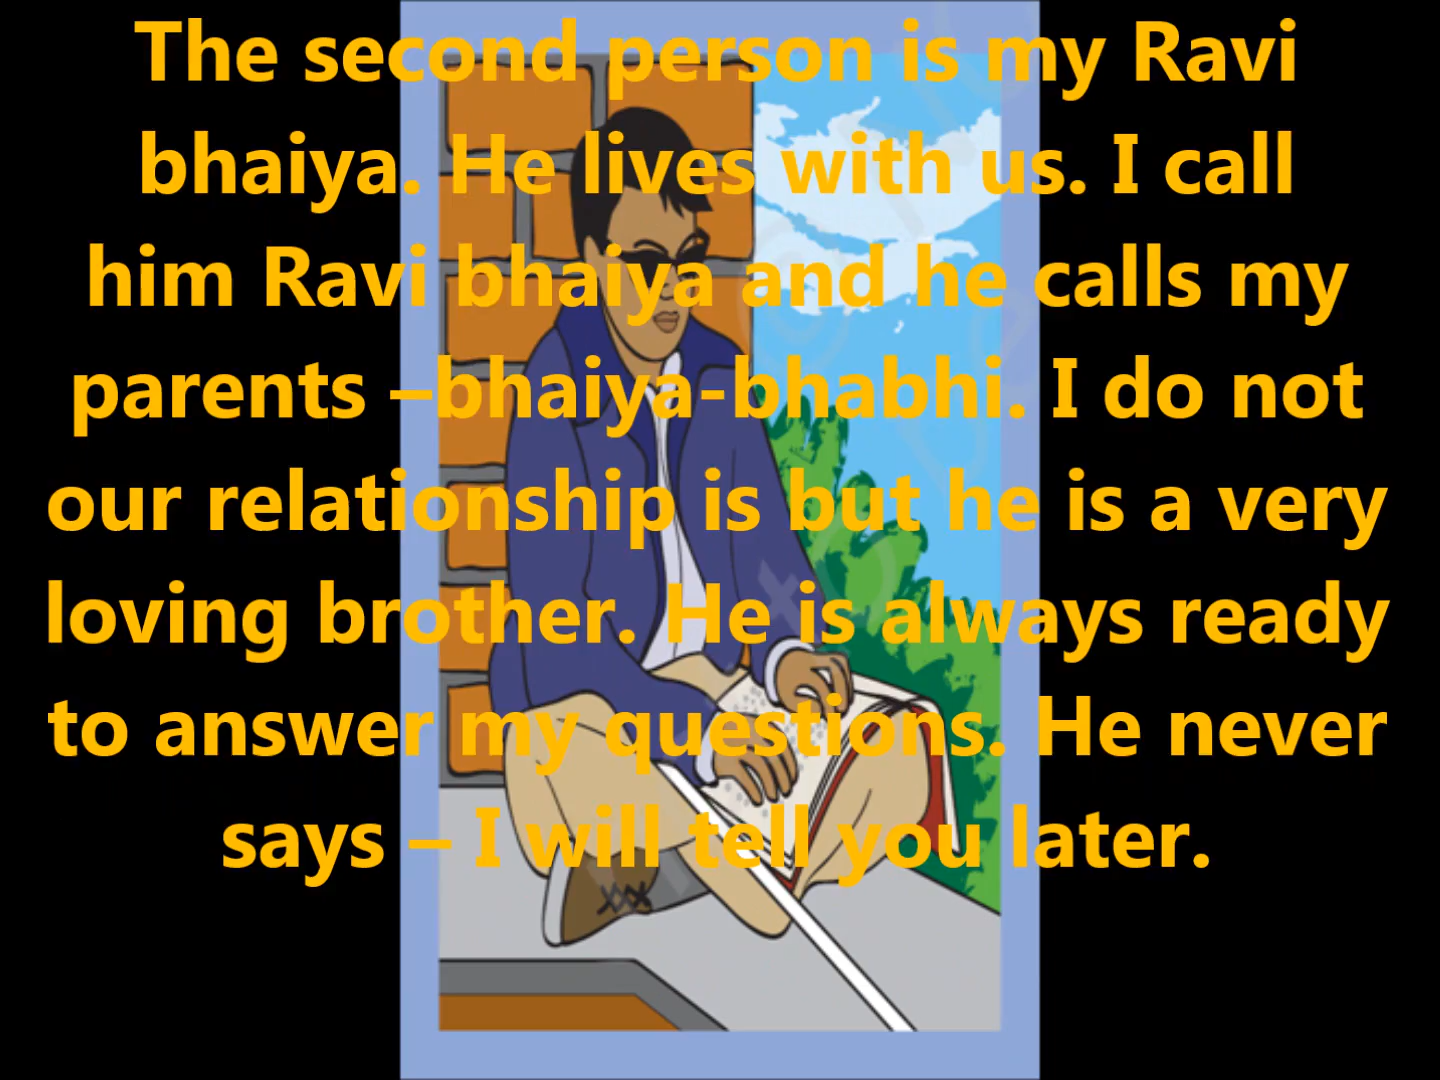 The second person is my Ravi
bhaiya. He lives with us. I call
him Ravi bhaiya and he calls my
parents –bhaiya-bhabhi. I do not
our relationship is but he is a very
loving brother. He is always ready
to answer my questions. He never
says – I will tell you later.